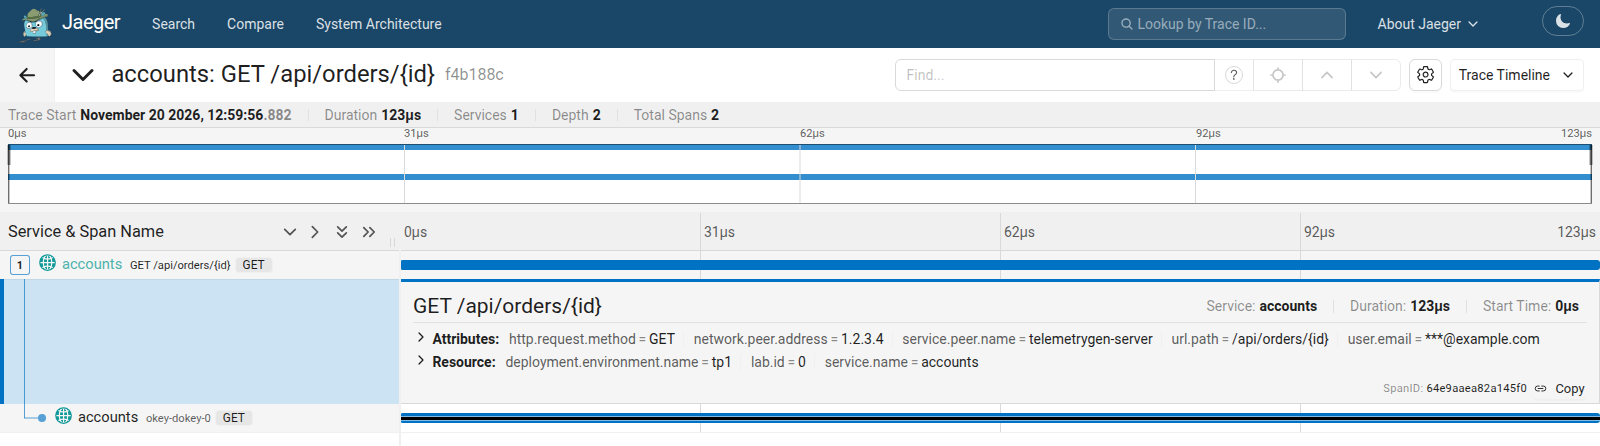 Jaeger Search Compare System Architecture Lookup by Trace ID... About Jaeger
accounts: GET /api/orders/{id} f4b188c Find... ? Trace Timeline
Trace Start November 20 2026, 12:59:56.882 Duration 123μs Services 1 Depth 2 Total Spans 2
0μs 31μs 62μs 92μs 123μs
Service & Span Name 0μs 31μs 62μs 92μs 123μs
1 accounts GET /api/orders/{id} GET
GET /api/orders/{id} Service: accounts Duration: 123μs Start Time: 0μs
Attributes: http.request.method = GET network.peer.address = 1.2.3.4 service.peer.name = telemetrygen-server url.path = /api/orders/{id} user.email = ***@example.com
Resource: deployment.environment.name = tp1 lab.id = 0 service.name = accounts
SpanID: 64e9aaea82a145f0 Copy
accounts okey-dokey-0 GET